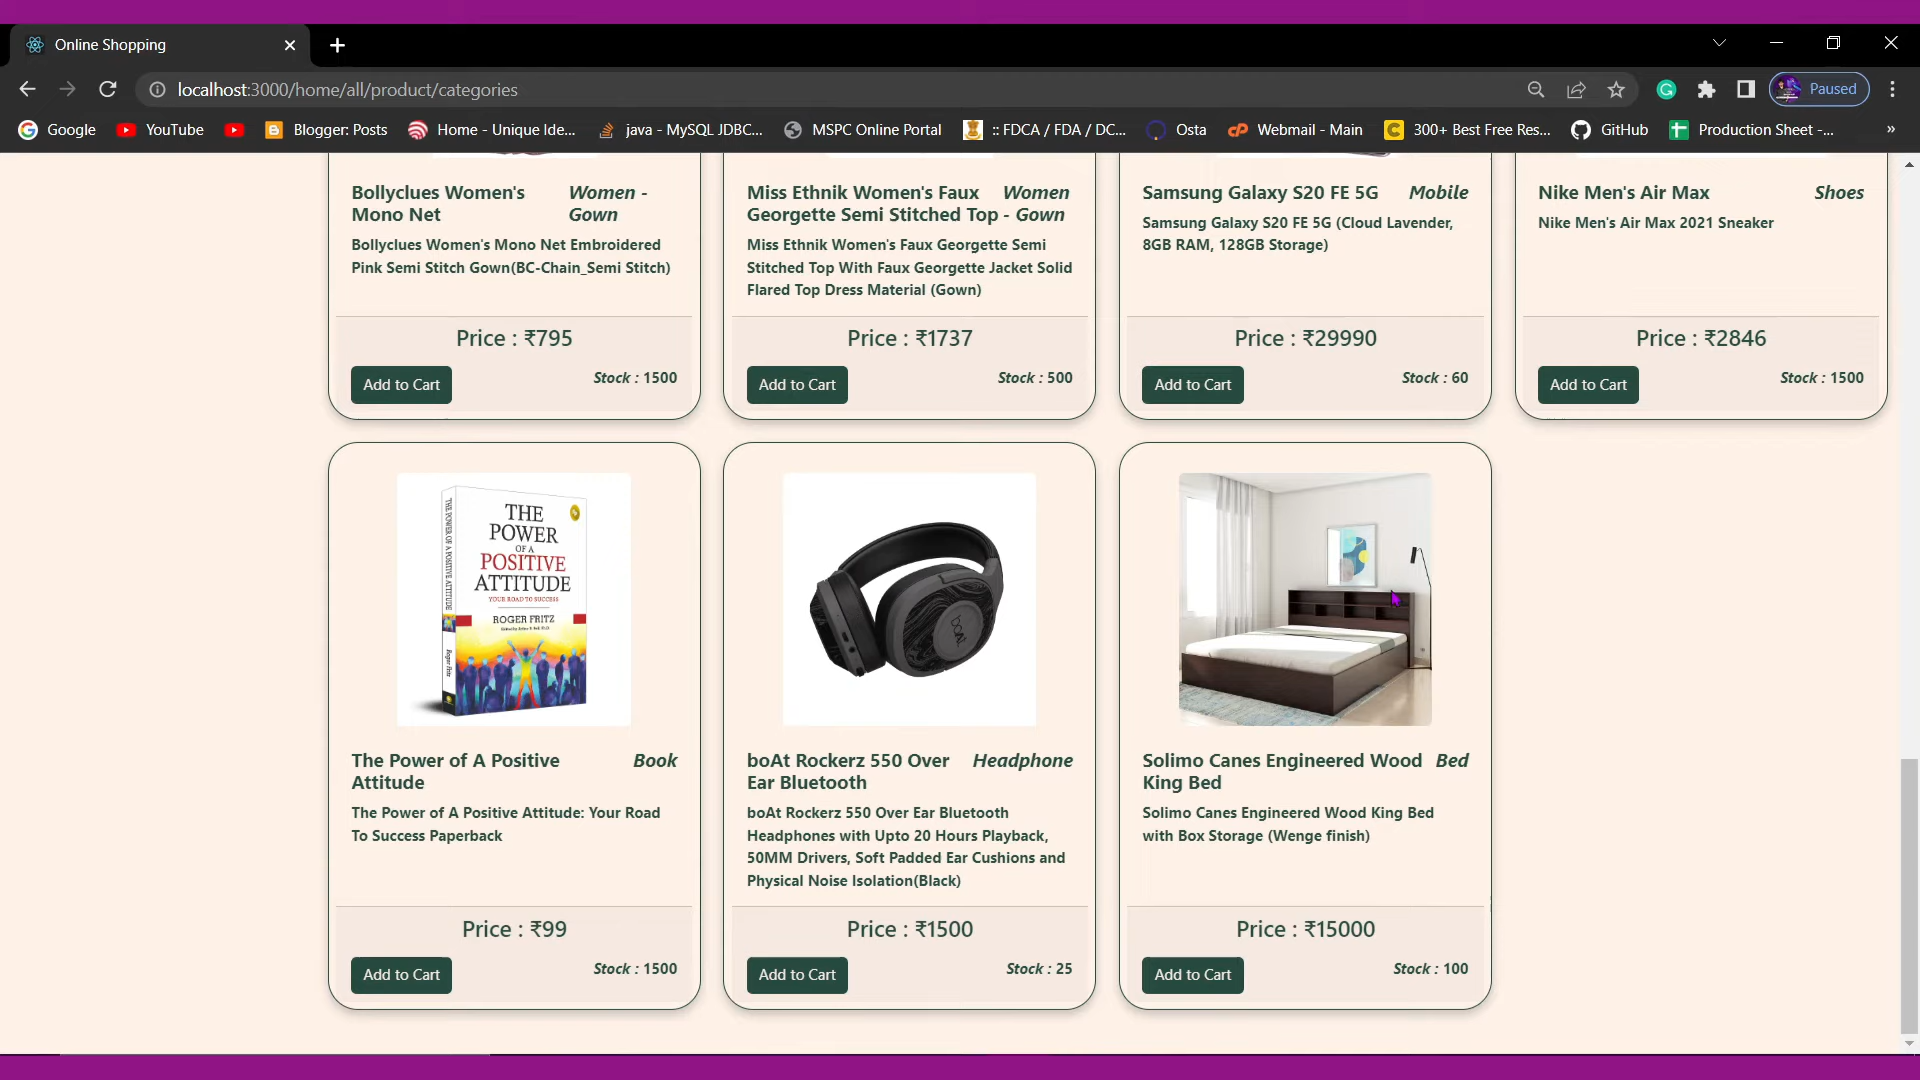 Online Shopping
localhost:3000/home/all/product/categories
Paused
Google
YouTube
Blogger: Posts
Home - Unique Ide...
java - MySQL JDBC...
MSPC Online Portal
:: FDCA / FDA / DC...
Osta
Webmail - Main
300+ Best Free Res...
GitHub
Production Sheet -...
»
Bollyclues Women's
Mono Net
Women -
Gown
Bollyclues Women's Mono Net Embroidered
Pink Semi Stitch Gown(BC-Chain_Semi Stitch)
Price : ₹795
Add to Cart
Stock : 1500
Miss Ethnik Women's Faux
Georgette Semi Stitched Top
Women
- Gown
Miss Ethnik Women's Faux Georgette Semi
Stitched Top With Faux Georgette Jacket Solid
Flared Top Dress Material (Gown)
Price : ₹1737
Add to Cart
Stock : 500
Samsung Galaxy S20 FE 5G
Mobile
Samsung Galaxy S20 FE 5G (Cloud Lavender,
8GB RAM, 128GB Storage)
Price : ₹29990
Add to Cart
Stock : 60
Nike Men's Air Max
Shoes
Nike Men's Air Max 2021 Sneaker
Price : ₹2846
Add to Cart
Stock : 1500
THE
POWER
OF A
POSITIVE
ATTITUDE
YOUR ROAD TO SUCCESS
ROGER FRITZ
THE POWER OF A POSITIVE ATTITUDE
Roger Fritz
The Power of A Positive
Attitude
Book
The Power of A Positive Attitude: Your Road
To Success Paperback
Price : ₹99
Add to Cart
Stock : 1500
boAt
boAt Rockerz 550 Over
Ear Bluetooth
Headphone
boAt Rockerz 550 Over Ear Bluetooth
Headphones with Upto 20 Hours Playback,
50MM Drivers, Soft Padded Ear Cushions and
Physical Noise Isolation(Black)
Price : ₹1500
Add to Cart
Stock : 25
Solimo Canes Engineered Wood
King Bed
Bed
Solimo Canes Engineered Wood King Bed
with Box Storage (Wenge finish)
Price : ₹15000
Add to Cart
Stock : 100